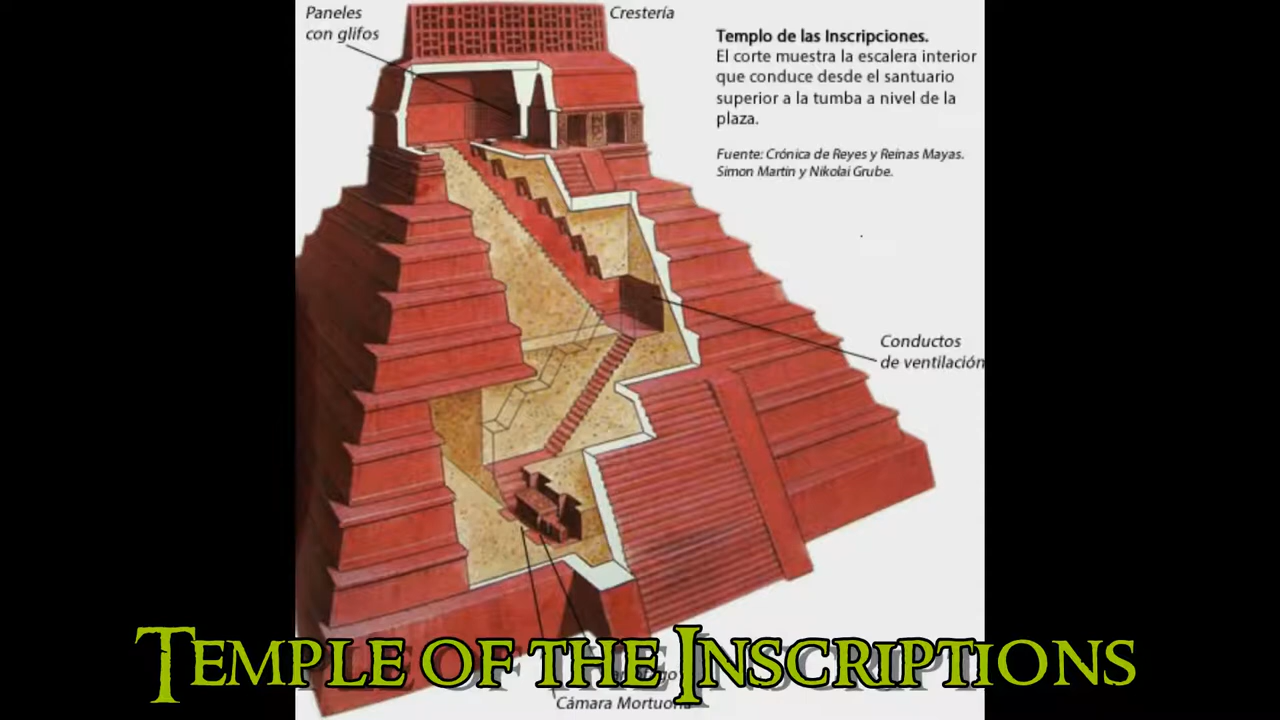 Paneles
con glifos
Crestería
Templo de las Inscripciones.
El corte muestra la escalera interior
que conduce desde el santuario
superior a la tumba a nivel de la
plaza.
Fuente: Crónica de Reyes y Reinas Mayas.
Simon Martin y Nikolai Grube.
Conductos
de ventilación
TEMPLE OF THE INSCRIPTIONS
Cámara Mortuoria